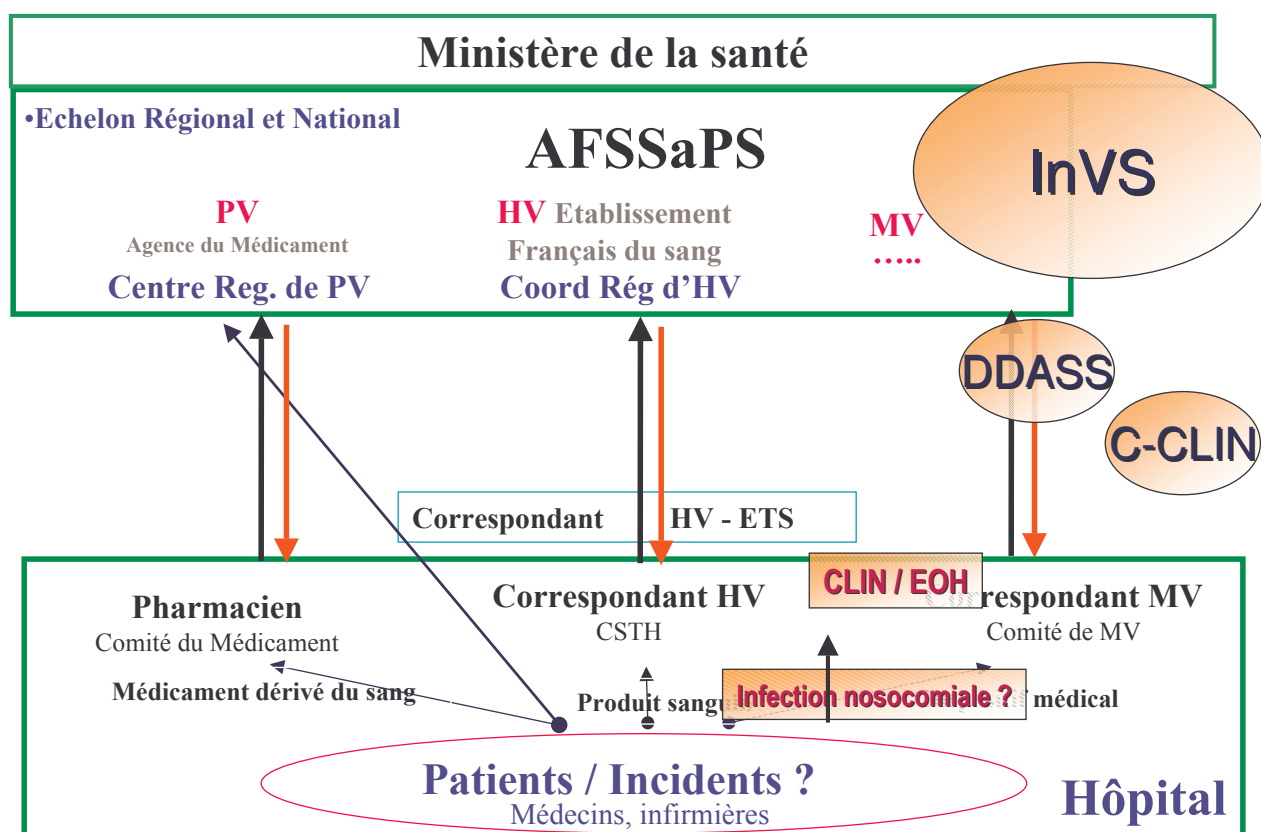 Ministère de la santé
•Echelon Régional et National
AFSSaPS
InVS
PV
Agence du Médicament
Centre Reg. de PV
HV Etablissement
Français du sang
Coord Rég d’HV
MV
…..
DDASS
C-CLIN
Correspondant HV - ETS
CLIN / EOH
Pharmacien
Comité du Médicament
Correspondant HV
CSTH
respondant MV
Comité de MV
Médicament dérivé du sang
Produit sangu
Infection nosocomiale ?
médical
Patients / Incidents ?
Médecins, infirmières
Hôpital